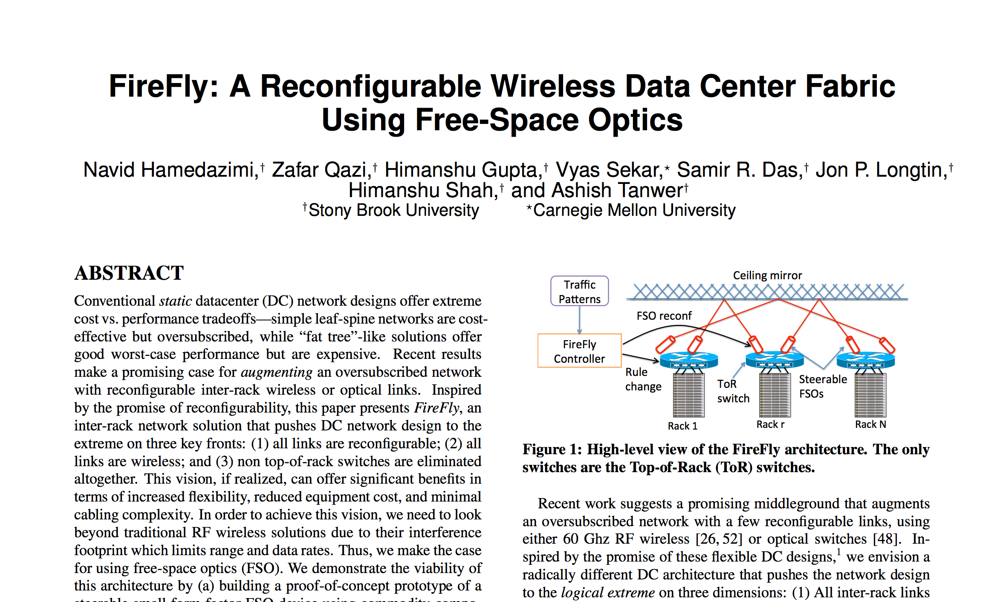 FireFly: A Reconfigurable Wireless Data Center Fabric
Using Free-Space Optics
Navid Hamedazimi,† Zafar Qazi,† Himanshu Gupta,† Vyas Sekar,⋆ Samir R. Das,† Jon P. Longtin,†
Himanshu Shah,† and Ashish Tanwer†
†Stony Brook University ⋆Carnegie Mellon University
ABSTRACT
Conventional static datacenter (DC) network designs offer extreme
cost vs. performance tradeoffs—simple leaf-spine networks are cost-
effective but oversubscribed, while “fat tree”-like solutions offer
good worst-case performance but are expensive. Recent results
make a promising case for augmenting an oversubscribed network
with reconfigurable inter-rack wireless or optical links. Inspired
by the promise of reconfigurability, this paper presents FireFly, an
inter-rack network solution that pushes DC network design to the
extreme on three key fronts: (1) all links are reconfigurable; (2) all
links are wireless; and (3) non top-of-rack switches are eliminated
altogether. This vision, if realized, can offer significant benefits in
terms of increased flexibility, reduced equipment cost, and minimal
cabling complexity. In order to achieve this vision, we need to look
beyond traditional RF wireless solutions due to their interference
footprint which limits range and data rates. Thus, we make the case
for using free-space optics (FSO). We demonstrate the viability of
this architecture by (a) building a proof-of-concept prototype of a
steerable small form factor FSO device using commodity compo-
Ceiling mirror
Traffic
Patterns
FSO reconf
FireFly
Controller
Rule
change
ToR
switch
Steerable
FSOs
Rack 1
Rack r
Rack N
Figure 1: High-level view of the FireFly architecture. The only
switches are the Top-of-Rack (ToR) switches.
Recent work suggests a promising middleground that augments
an oversubscribed network with a few reconfigurable links, using
either 60 Ghz RF wireless [26, 52] or optical switches [48]. In-
spired by the promise of these flexible DC designs,1 we envision a
radically different DC architecture that pushes the network design
to the logical extreme on three dimensions: (1) All inter-rack links